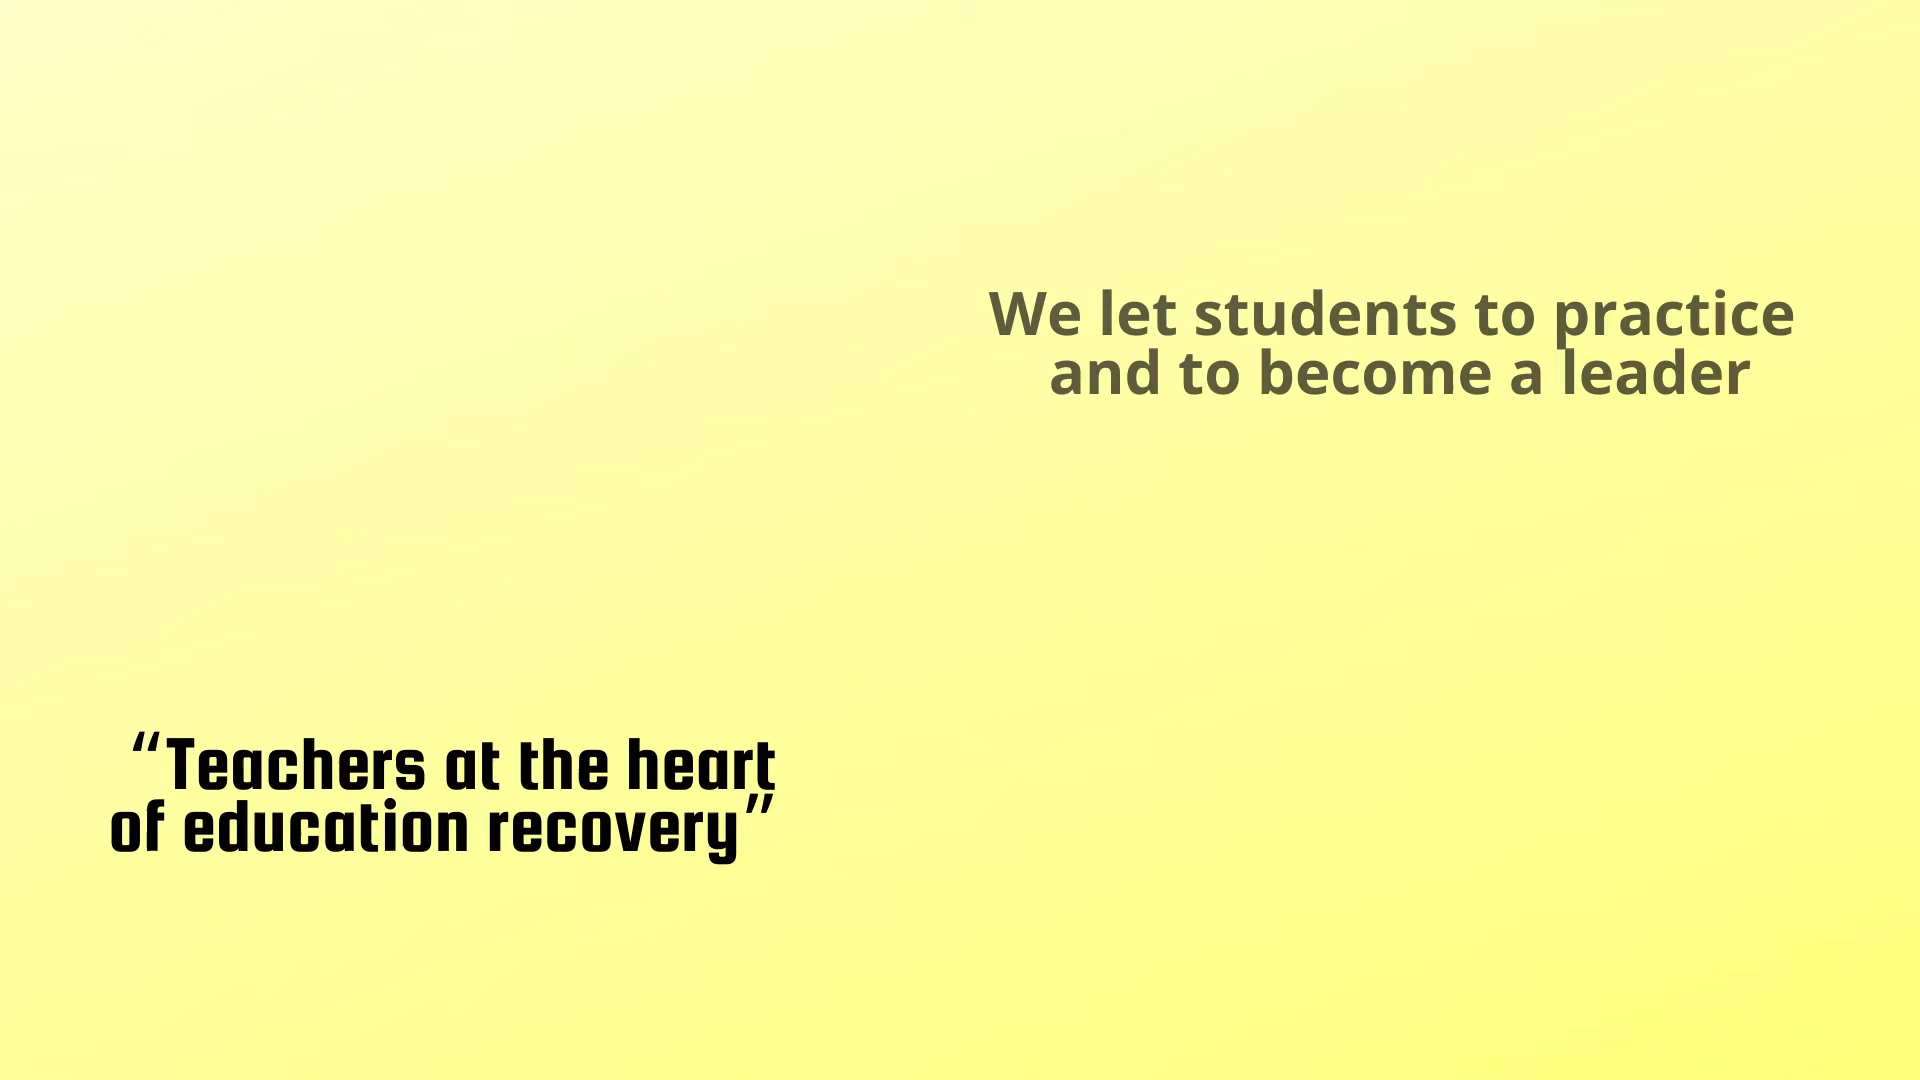 We let students to practice
and to become a leader
“Teachers at the heart
of education recovery”